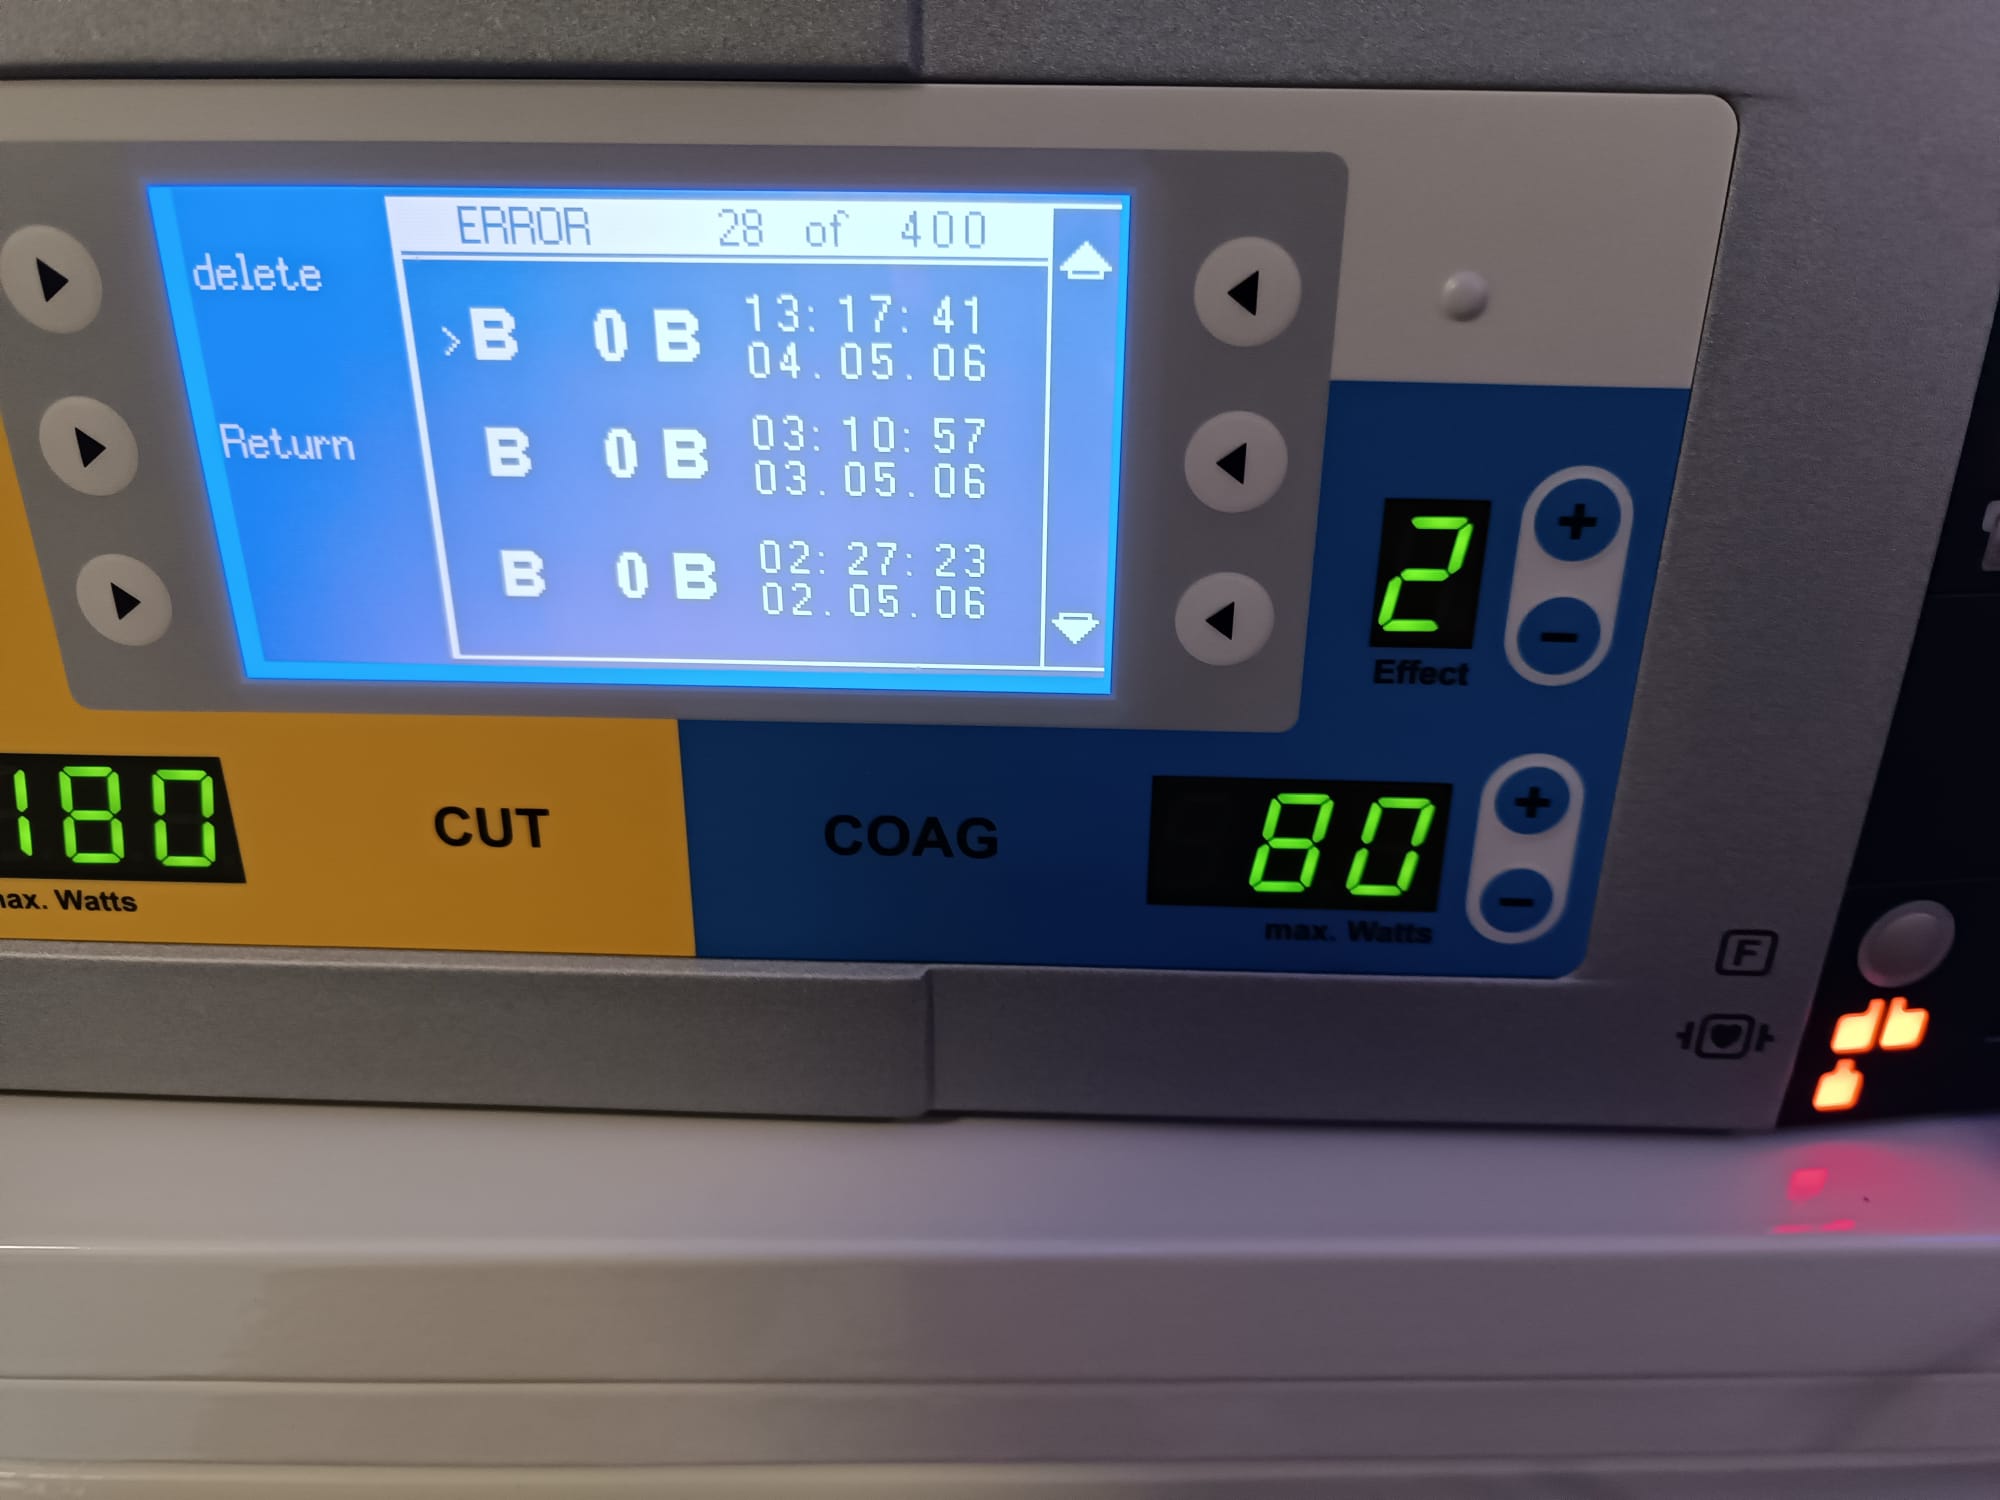 ERROR 28 of 400
delete
>B 0B 13:17:41
04.05.06
Return
B 0B 03:10:57
03.05.06
B 0B 02:27:23
02.05.06
2
Effect
180
CUT
COAG
80
max. Watts
max. Watts
F